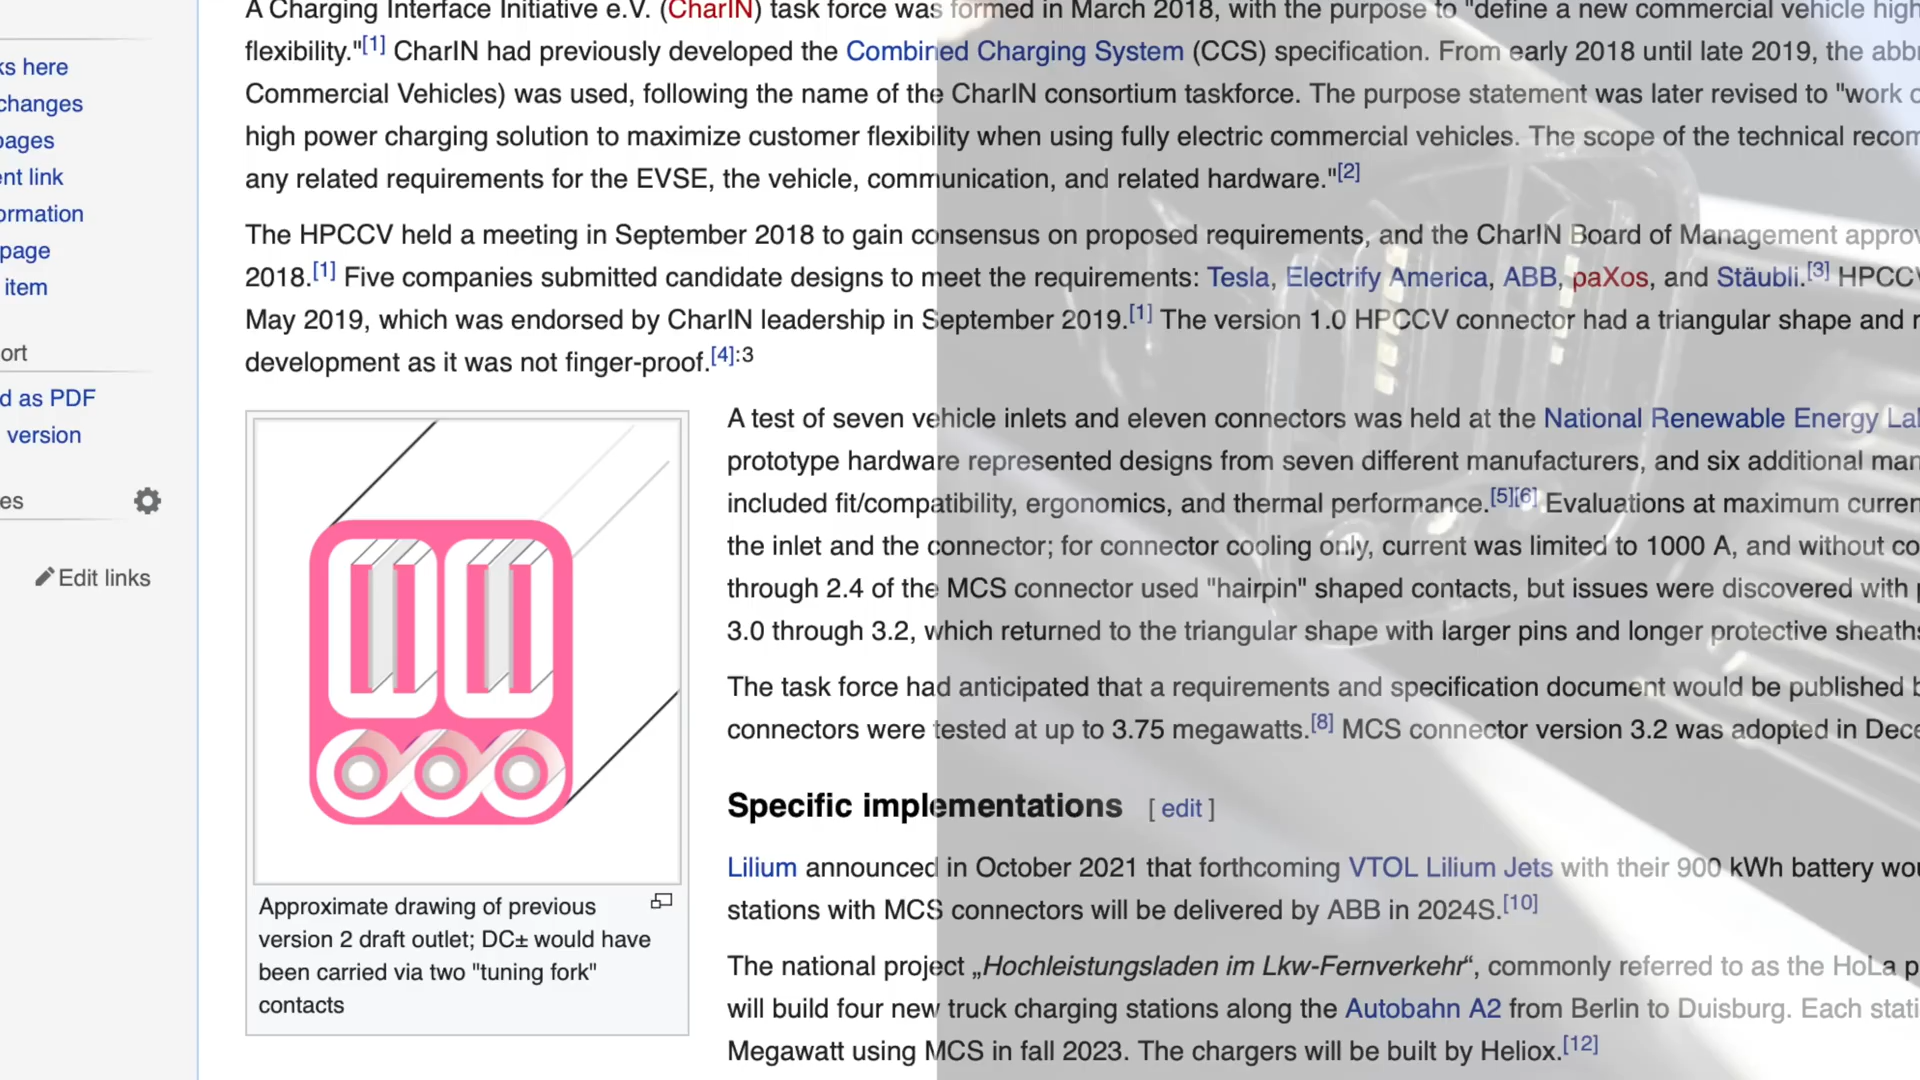 A Charging Interface Initiative e.V. (CharIN) task force was formed in March 2018, with the purpose to "define a new commercial vehicle high
flexibility."[1] CharIN had previously developed the Combined Charging System (CCS) specification. From early 2018 until late 2019, the abb
Commercial Vehicles) was used, following the name of the CharIN consortium taskforce. The purpose statement was later revised to "work o
high power charging solution to maximize customer flexibility when using fully electric commercial vehicles. The scope of the technical recom
any related requirements for the EVSE, the vehicle, communication, and related hardware."[2]
The HPCCV held a meeting in September 2018 to gain consensus on proposed requirements, and the CharIN Board of Management approv
2018.[1] Five companies submitted candidate designs to meet the requirements: Tesla, Electrify America, ABB, paXos, and Stäubli.[3] HPCCV
May 2019, which was endorsed by CharIN leadership in September 2019.[1] The version 1.0 HPCCV connector had a triangular shape and
development as it was not finger-proof.[4]:3
ks here
changes
pages
ent link
ormation
page
item
ort
d as PDF
version
es
Edit links
A test of seven vehicle inlets and eleven connectors was held at the National Renewable Energy Lab
prototype hardware represented designs from seven different manufacturers, and six additional man
included fit/compatibility, ergonomics, and thermal performance.[5][6] Evaluations at maximum curren
the inlet and the connector; for connector cooling only, current was limited to 1000 A, and without co
through 2.4 of the MCS connector used "hairpin" shaped contacts, but issues were discovered with
3.0 through 3.2, which returned to the triangular shape with larger pins and longer protective sheaths
The task force had anticipated that a requirements and specification document would be published b
connectors were tested at up to 3.75 megawatts.[8] MCS connector version 3.2 was adopted in Dece
Specific implementations [ edit ]
Lilium announced in October 2021 that forthcoming VTOL Lilium Jets with their 900 kWh battery wou
stations with MCS connectors will be delivered by ABB in 2024S.[10]
The national project „Hochleistungsladen im Lkw-Fernverkehr“, commonly referred to as the HoLa p
will build four new truck charging stations along the Autobahn A2 from Berlin to Duisburg. Each stati
Megawatt using MCS in fall 2023. The chargers will be built by Heliox.[12]
Approximate drawing of previous
version 2 draft outlet; DC± would have
been carried via two "tuning fork"
contacts